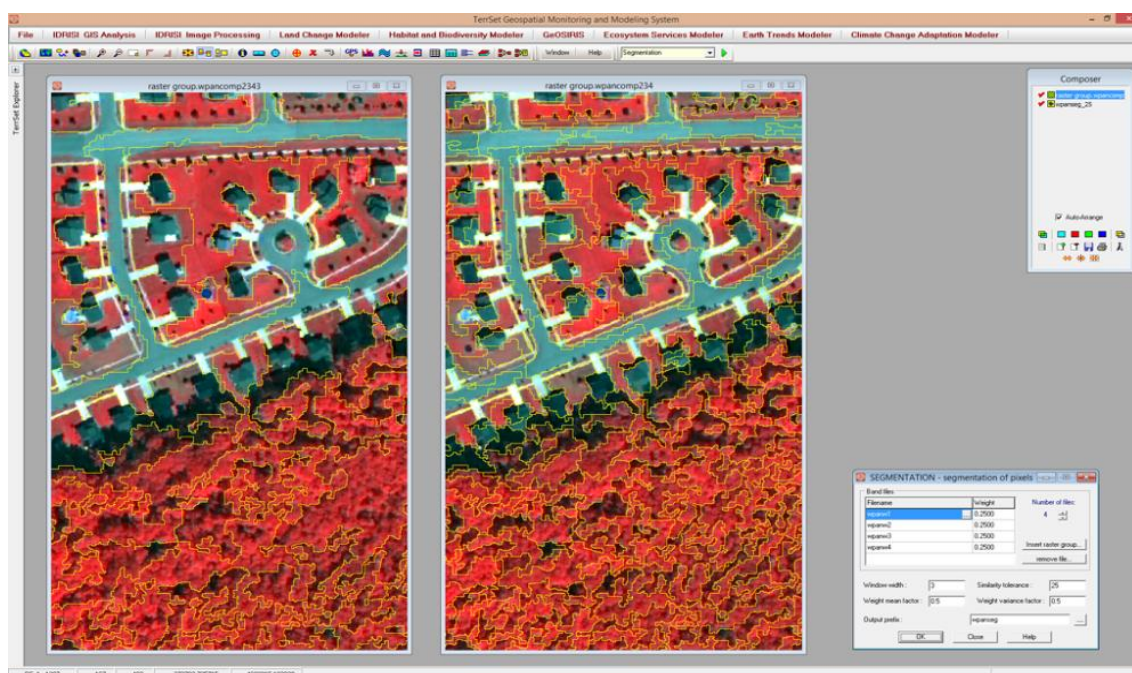 TerrSet Geospatial Monitoring and Modeling System
File IDRISI GIS Analysis IDRISI Image Processing Land Change Modeler Habitat and Biodiversity Modeler GeOSIRIS Ecosystem Services Modeler Earth Trends Modeler Climate Change Adaptation Modeler
Window Help Segmentation
TerrSet Explorer
raster group.wpancomp2343
raster group.wpancomp234
Composer
raster group.wpancomp
wpanseg_25
Auto-Arrange
SEGMENTATION - segmentation of pixels
Band files
Filename Weight Number of files:
wpanw1 0.2500 4
wpanw2 0.2500
wpanw3 0.2500
wpanw4 0.2500
Insert raster group...
remove file...
Window width : 3 Similarity tolerance : 25
Weight mean factor : 0.5 Weight variance factor : 0.5
Output prefix : wpanseg ...
OK Close Help